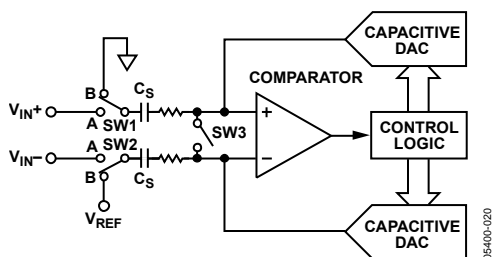 CAPACITIVE
DAC
B
COMPARATOR
CS
VIN+
A
SW1
+
SW3
CONTROL
LOGIC
VIN–
A
SW2
–
B
CS
VREF
CAPACITIVE
DAC
05400-020